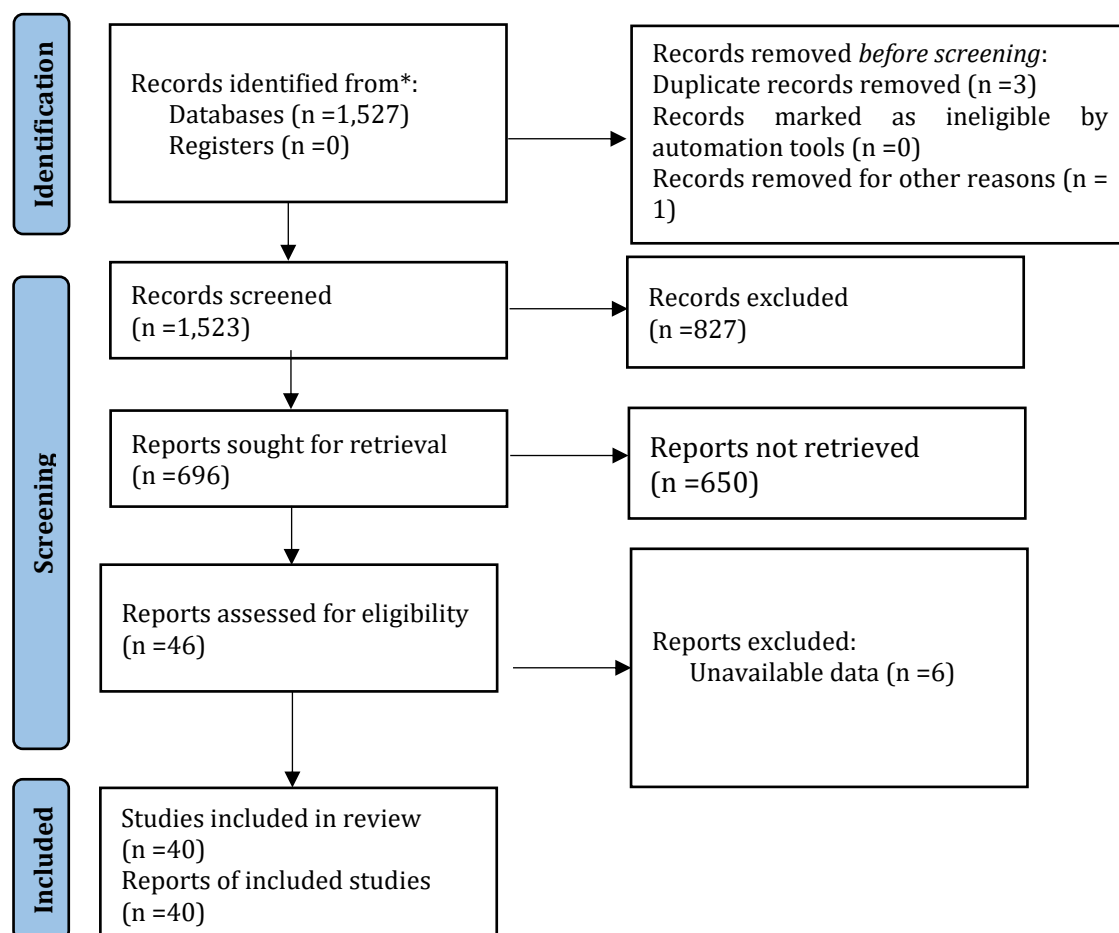 Identification
Records identified from*:
Databases (n =1,527)
Registers (n =0)
Records removed before screening:
Duplicate records removed (n =3)
Records marked as ineligible by
automation tools (n =0)
Records removed for other reasons (n =
1)
Screening
Records screened
(n =1,523)
Records excluded
(n =827)
Reports sought for retrieval
(n =696)
Reports not retrieved
(n =650)
Reports assessed for eligibility
(n =46)
Reports excluded:
Unavailable data (n =6)
Included
Studies included in review
(n =40)
Reports of included studies
(n =40)